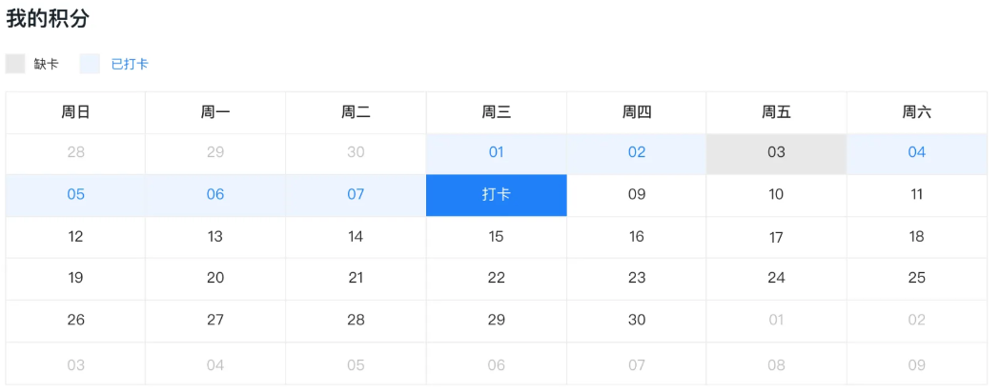 我的积分
缺卡 已打卡
周日 周一 周二 周三 周四 周五 周六
28 29 30 01 02 03 04
05 06 07 打卡 09 10 11
12 13 14 15 16 17 18
19 20 21 22 23 24 25
26 27 28 29 30 01 02
03 04 05 06 07 08 09